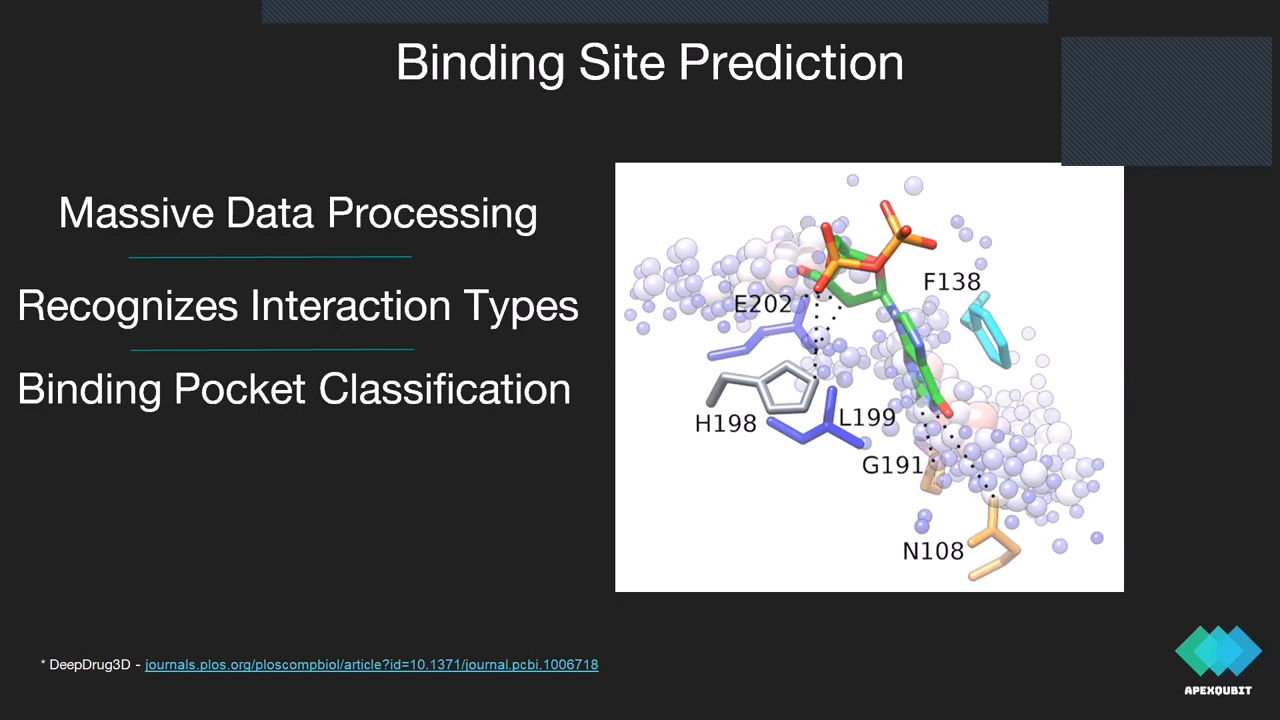 Binding Site Prediction
Massive Data Processing
Recognizes Interaction Types
Binding Pocket Classification
E202
F138
H198
L199
G191
N108
* DeepDrug3D - journals.plos.org/ploscompbiol/article?id=10.1371/journal.pcbi.1006718
APEXQUBIT